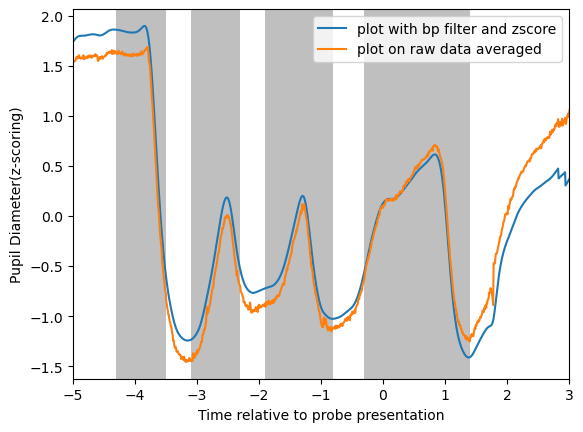 plot with bp filter and zscore
plot on raw data averaged
Pupil Diameter(z-scoring)
2.0
1.5
1.0
0.5
0.0
−0.5
−1.0
−1.5
−5 −4 −3 −2 −1 0 1 2 3
Time relative to probe presentation